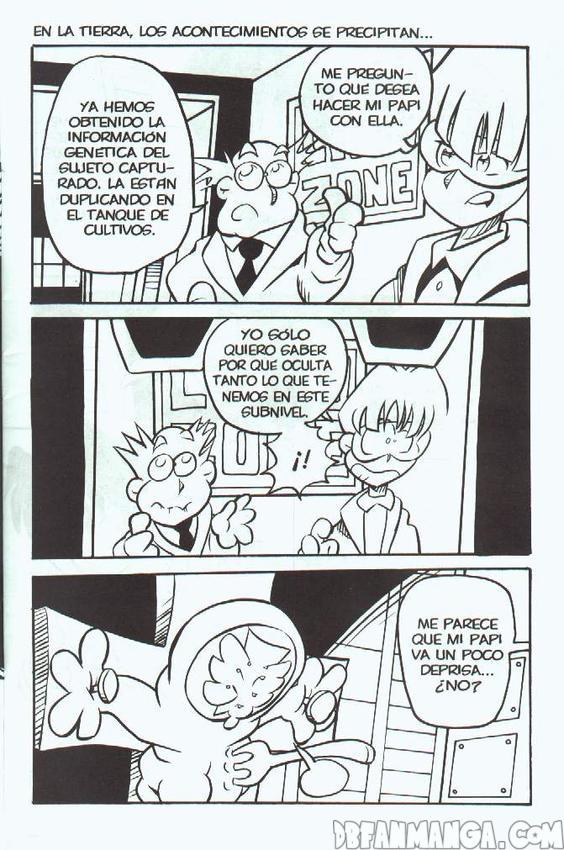 EN LA TIERRA, LOS ACONTECIMIENTOS SE PRECIPITAN...
YA HEMOS
OBTENIDO LA
INFORMACIÓN
GENETICA DEL
SUJETO CAPTU-
RADO. LA ESTÁN
DUPLICANDO EN
EL TANQUE DE
CULTIVOS.
ME PREGUN-
TO QUE DESEA
HACER MI PAPI
CON ELLA.
ZONE
YO SÓLO
QUIERO SABER
POR QUE OCULTA
TANTO LO QUE TE-
NEMOS EN ESTE
SUBNIVEL.
¡!
ME PARECE
QUE MI PAPI
VA UN POCO
DEPRISA...
¿NO?
DBFANMANGA.COM